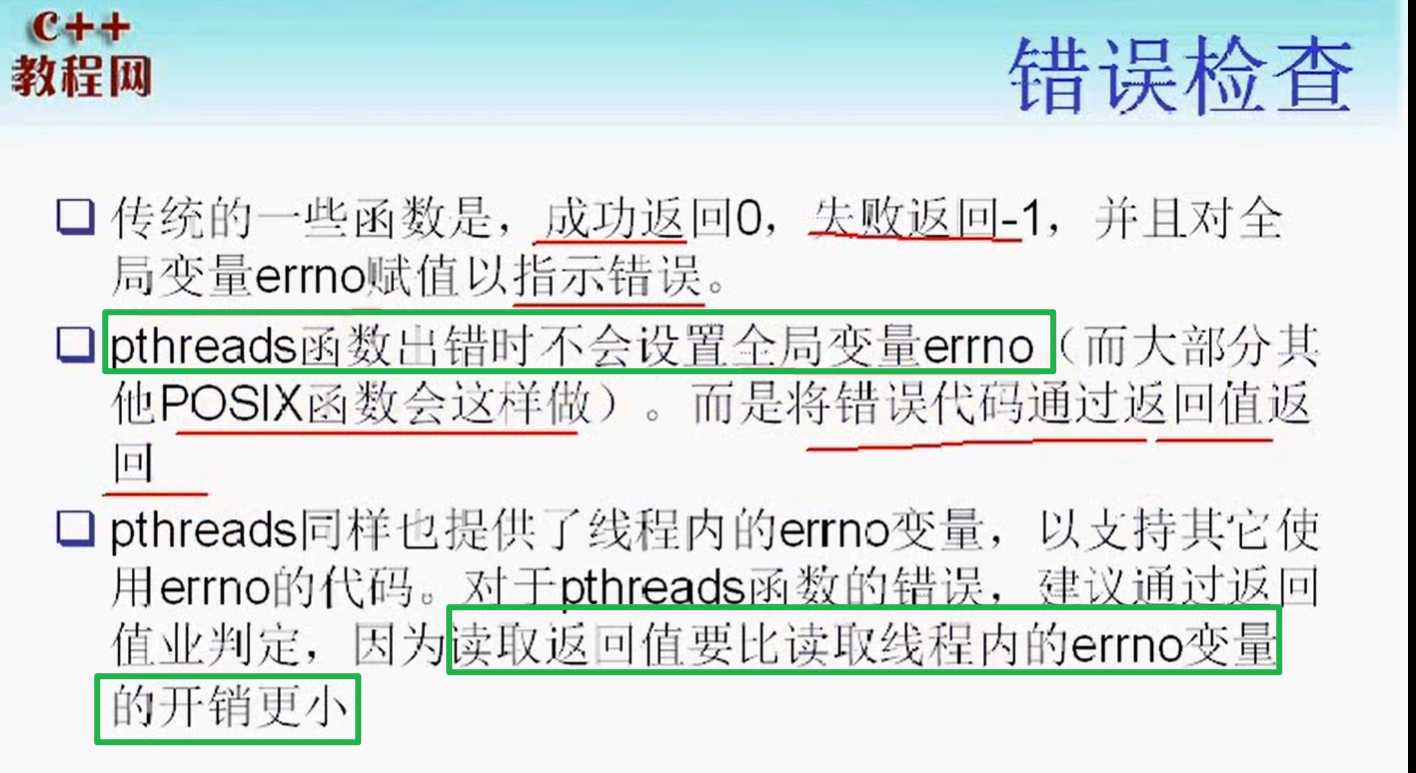 c++
教程网
错误检查
传统的一些函数是，成功返回0，失败返回-1，并且对全
局变量errno赋值以指示错误。
pthreads函数出错时不会设置全局变量errno（而大部分其
他POSIX函数会这样做）。而是将错误代码通过返回值返
回
pthreads同样也提供了线程内的errno变量，以支持其它使
用errno的代码。对于pthreads函数的错误，建议通过返回
值业判定，因为读取返回值要比读取线程内的errno变量
的开销更小